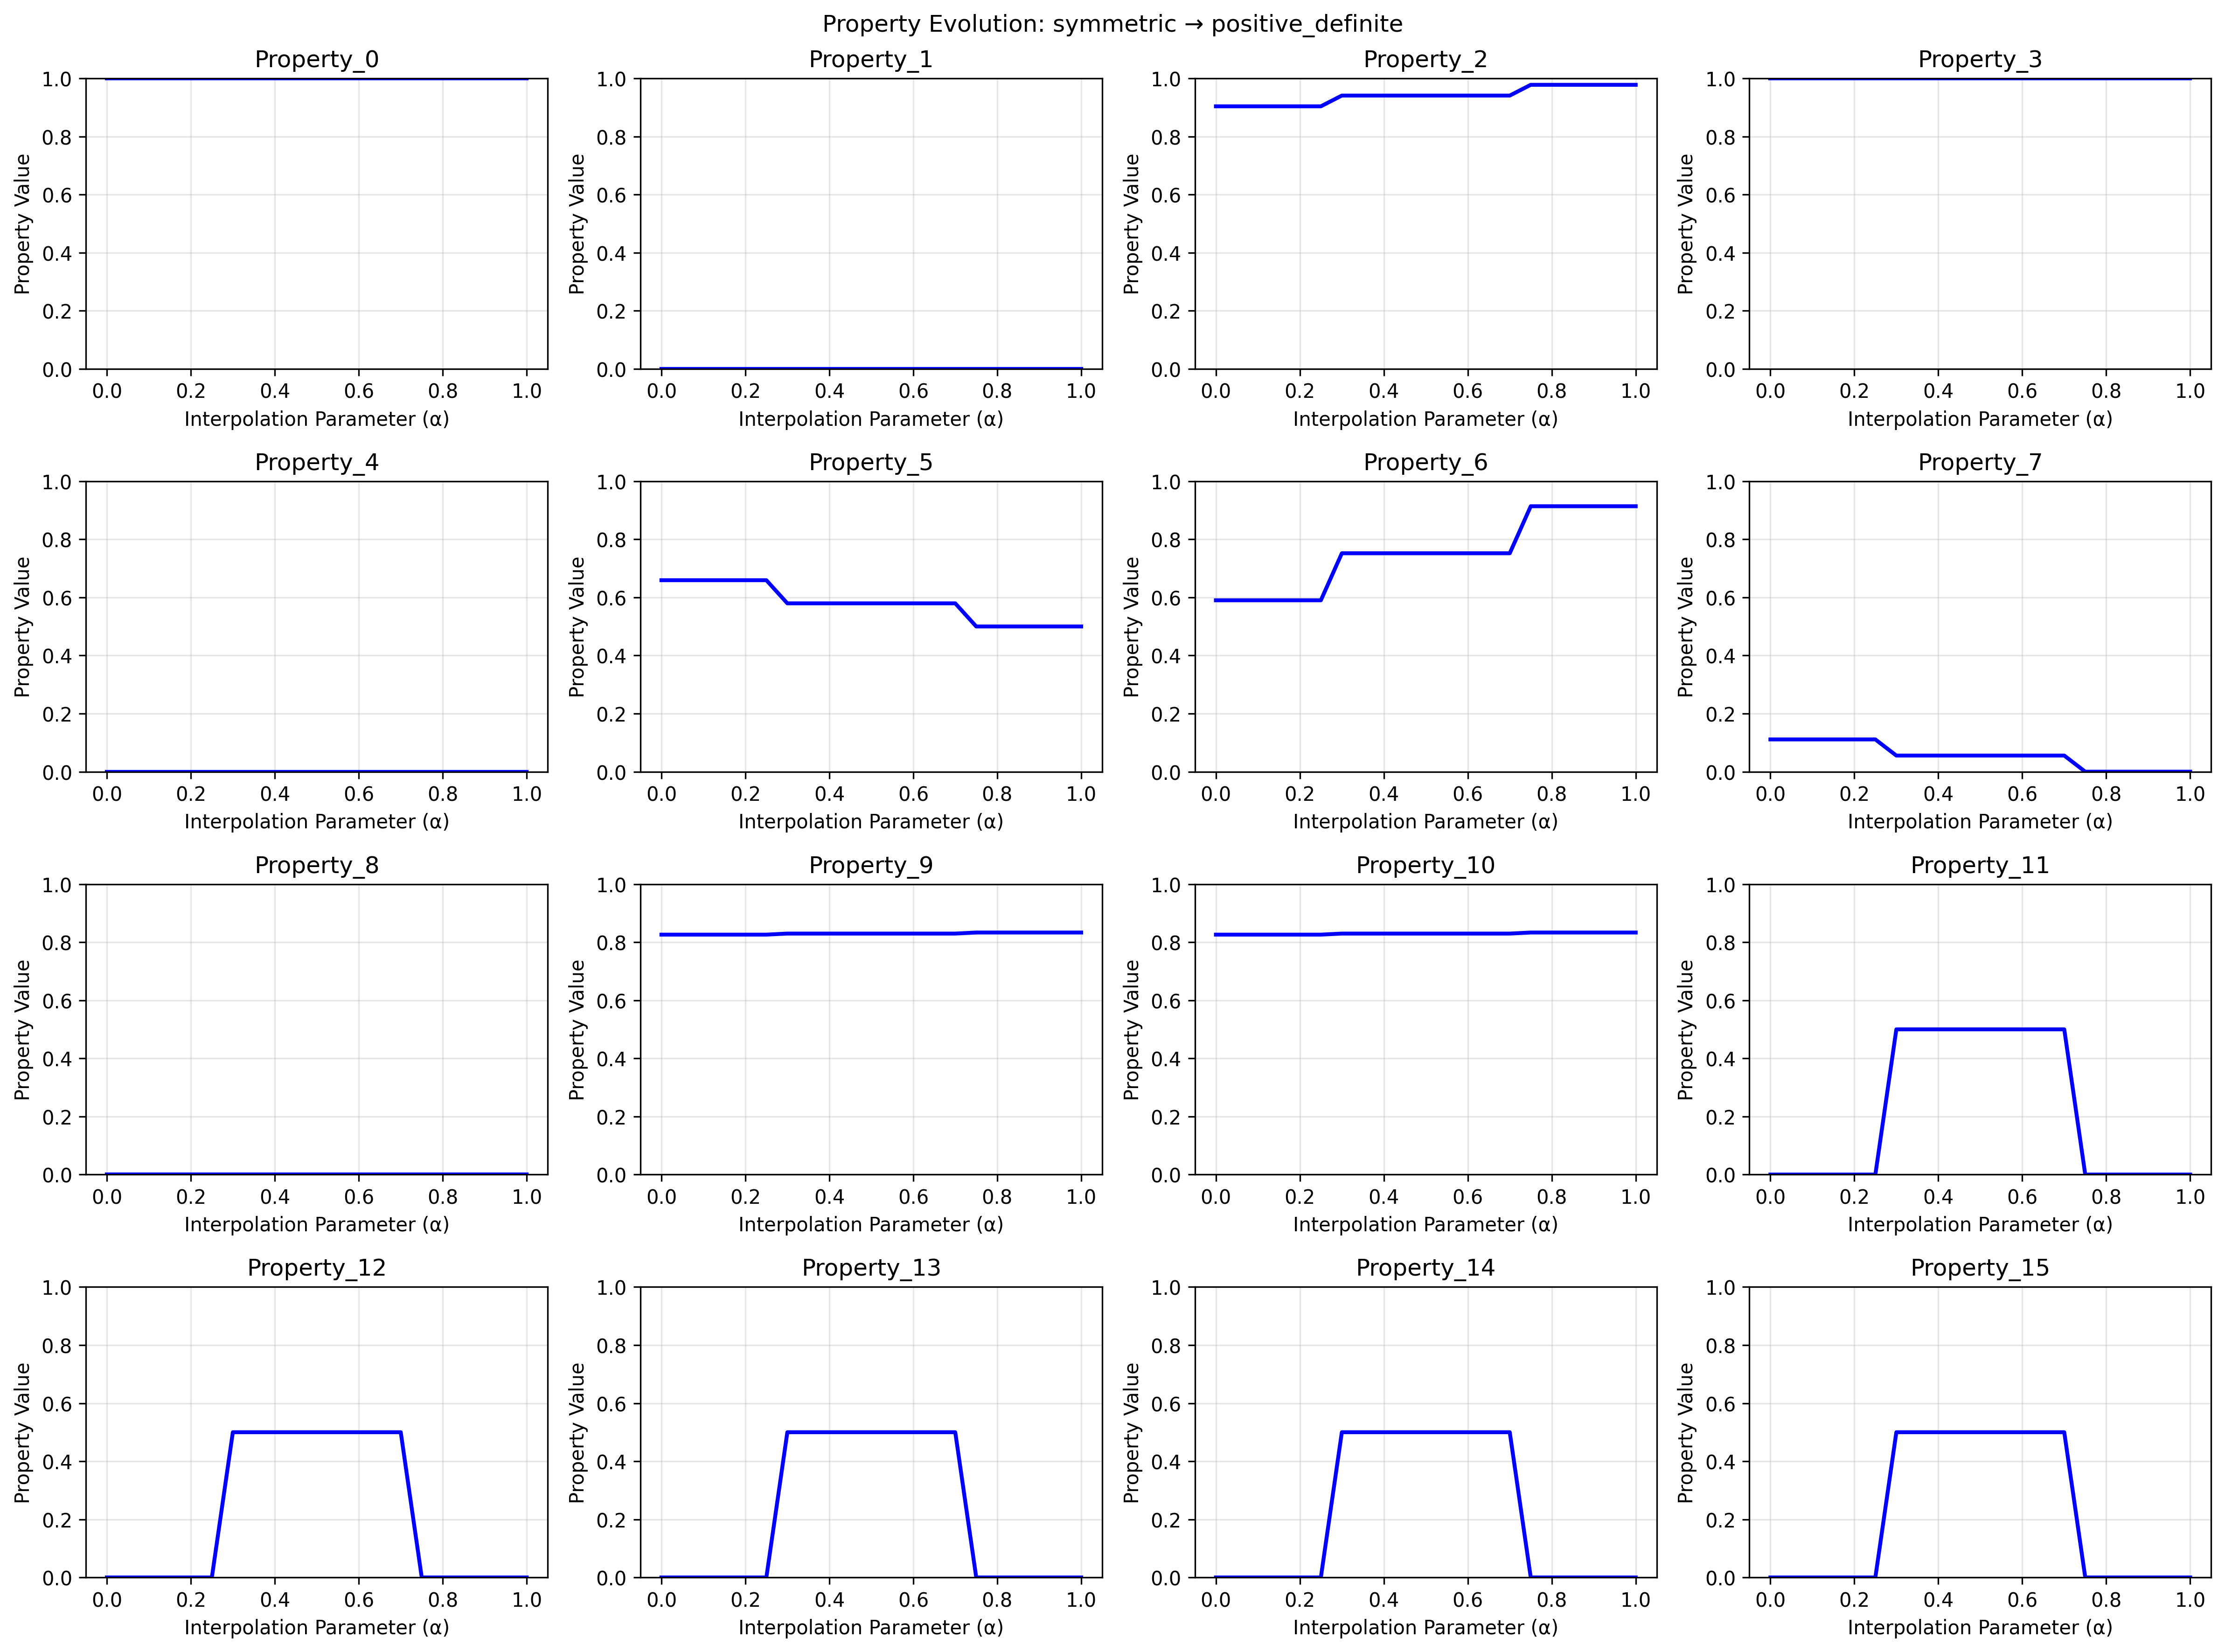 Property Evolution: symmetric → positive_definite
Property_0
Property_1
Property_2
Property_3
1.0
0.8
0.6
0.4
0.2
0.0
Property Value
0.0 0.2 0.4 0.6 0.8 1.0
Interpolation Parameter (α)
1.0
0.8
0.6
0.4
0.2
0.0
Property Value
0.0 0.2 0.4 0.6 0.8 1.0
Interpolation Parameter (α)
1.0
0.8
0.6
0.4
0.2
0.0
Property Value
0.0 0.2 0.4 0.6 0.8 1.0
Interpolation Parameter (α)
1.0
0.8
0.6
0.4
0.2
0.0
Property Value
0.0 0.2 0.4 0.6 0.8 1.0
Interpolation Parameter (α)
Property_4
Property_5
Property_6
Property_7
1.0
0.8
0.6
0.4
0.2
0.0
Property Value
0.0 0.2 0.4 0.6 0.8 1.0
Interpolation Parameter (α)
1.0
0.8
0.6
0.4
0.2
0.0
Property Value
0.0 0.2 0.4 0.6 0.8 1.0
Interpolation Parameter (α)
1.0
0.8
0.6
0.4
0.2
0.0
Property Value
0.0 0.2 0.4 0.6 0.8 1.0
Interpolation Parameter (α)
1.0
0.8
0.6
0.4
0.2
0.0
Property Value
0.0 0.2 0.4 0.6 0.8 1.0
Interpolation Parameter (α)
Property_8
Property_9
Property_10
Property_11
1.0
0.8
0.6
0.4
0.2
0.0
Property Value
0.0 0.2 0.4 0.6 0.8 1.0
Interpolation Parameter (α)
1.0
0.8
0.6
0.4
0.2
0.0
Property Value
0.0 0.2 0.4 0.6 0.8 1.0
Interpolation Parameter (α)
1.0
0.8
0.6
0.4
0.2
0.0
Property Value
0.0 0.2 0.4 0.6 0.8 1.0
Interpolation Parameter (α)
1.0
0.8
0.6
0.4
0.2
0.0
Property Value
0.0 0.2 0.4 0.6 0.8 1.0
Interpolation Parameter (α)
Property_12
Property_13
Property_14
Property_15
1.0
0.8
0.6
0.4
0.2
0.0
Property Value
0.0 0.2 0.4 0.6 0.8 1.0
Interpolation Parameter (α)
1.0
0.8
0.6
0.4
0.2
0.0
Property Value
0.0 0.2 0.4 0.6 0.8 1.0
Interpolation Parameter (α)
1.0
0.8
0.6
0.4
0.2
0.0
Property Value
0.0 0.2 0.4 0.6 0.8 1.0
Interpolation Parameter (α)
1.0
0.8
0.6
0.4
0.2
0.0
Property Value
0.0 0.2 0.4 0.6 0.8 1.0
Interpolation Parameter (α)